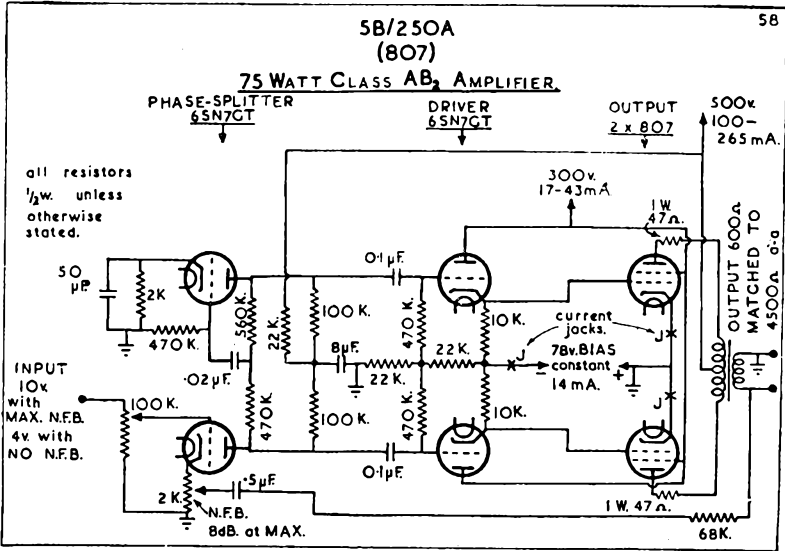 58
5B/250A
(807)
75 WATT CLASS AB₂ AMPLIFIER.
PHASE-SPLITTER
6SN7GT
DRIVER
6SN7GT
OUTPUT
2 x 807
500v.
100-
265mA.
all resistors
½w. unless
otherwise
stated.
300v.
17-43mA.
1W.
47Ω.
50
µF.
2K
470K.
560K.
·02µF.
470K.
22K.
100K.
100K.
8µF.
0·1µF.
0·1µF.
470K.
470K.
22K.
22K.
10K.
10K.
current
jacks.
J
J
J
78v. BIAS
constant
14mA.
-
+
OUTPUT 600Ω
MATCHED TO
4500Ω a-a
INPUT
10v.
with
MAX. N.F.B.
4v. with
NO N.F.B.
100K.
2K.
·5µF.
N.F.B.
8dB. at MAX.
1W. 47Ω.
68K.